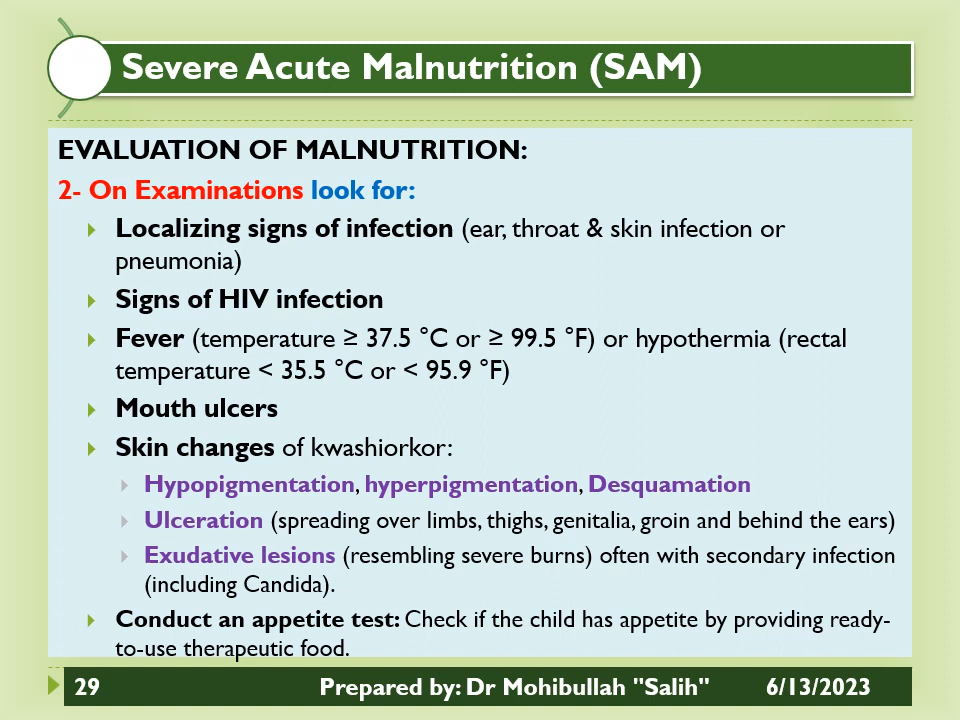 Severe Acute Malnutrition (SAM)
EVALUATION OF MALNUTRITION:
2- On Examinations look for:
Localizing signs of infection (ear, throat & skin infection or
pneumonia)
Signs of HIV infection
Fever (temperature ≥ 37.5 °C or ≥ 99.5 °F) or hypothermia (rectal
temperature < 35.5 °C or < 95.9 °F)
Mouth ulcers
Skin changes of kwashiorkor:
Hypopigmentation, hyperpigmentation, Desquamation
Ulceration (spreading over limbs, thighs, genitalia, groin and behind the ears)
Exudative lesions (resembling severe burns) often with secondary infection
(including Candida).
Conduct an appetite test: Check if the child has appetite by providing ready-
to-use therapeutic food.
29 Prepared by: Dr Mohibullah "Salih" 6/13/2023